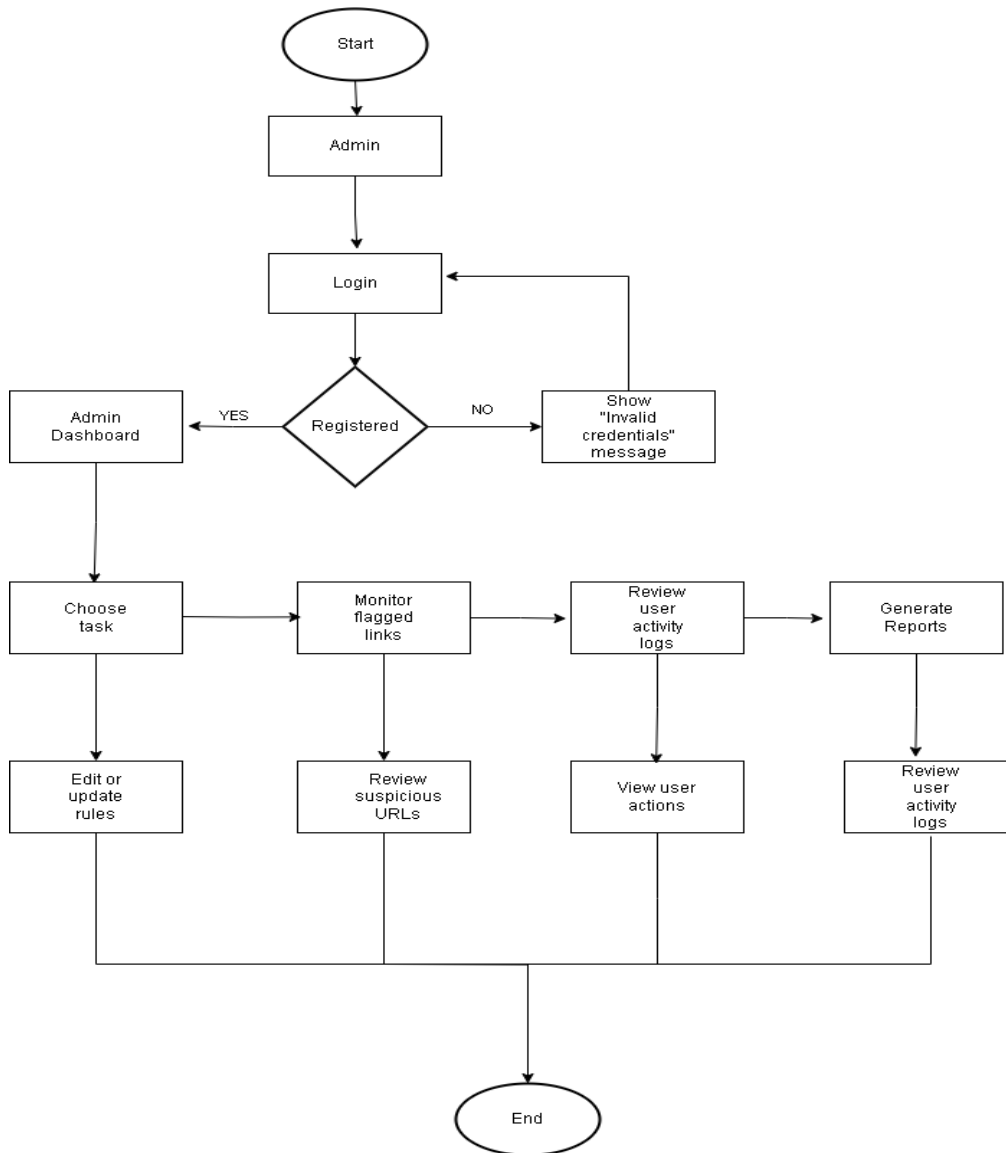 Start
Admin
Login
Registered
YES
NO
Admin
Dashboard
Show
"Invalid
credentials"
message
Choose
task
Monitor
flagged
links
Review
user
activity
logs
Generate
Reports
Edit or
update
rules
Review
suspicious
URLs
View user
actions
Review
user
activity
logs
End